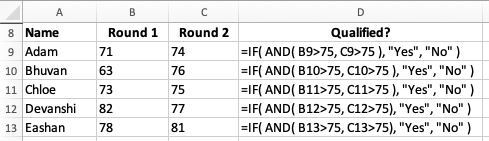 A B C D
8 Name Round 1 Round 2 Qualified?
9 Adam 71 74 =IF( AND( B9>75, C9>75 ), "Yes", "No" )
10 Bhuvan 63 76 =IF( AND( B10>75, C10>75 ), "Yes", "No" )
11 Chloe 73 75 =IF( AND( B11>75, C11>75 ), "Yes", "No" )
12 Devanshi 82 77 =IF( AND( B12>75, C12>75), "Yes", "No" )
13 Eashan 78 81 =IF( AND( B13>75, C13>75), "Yes", "No" )